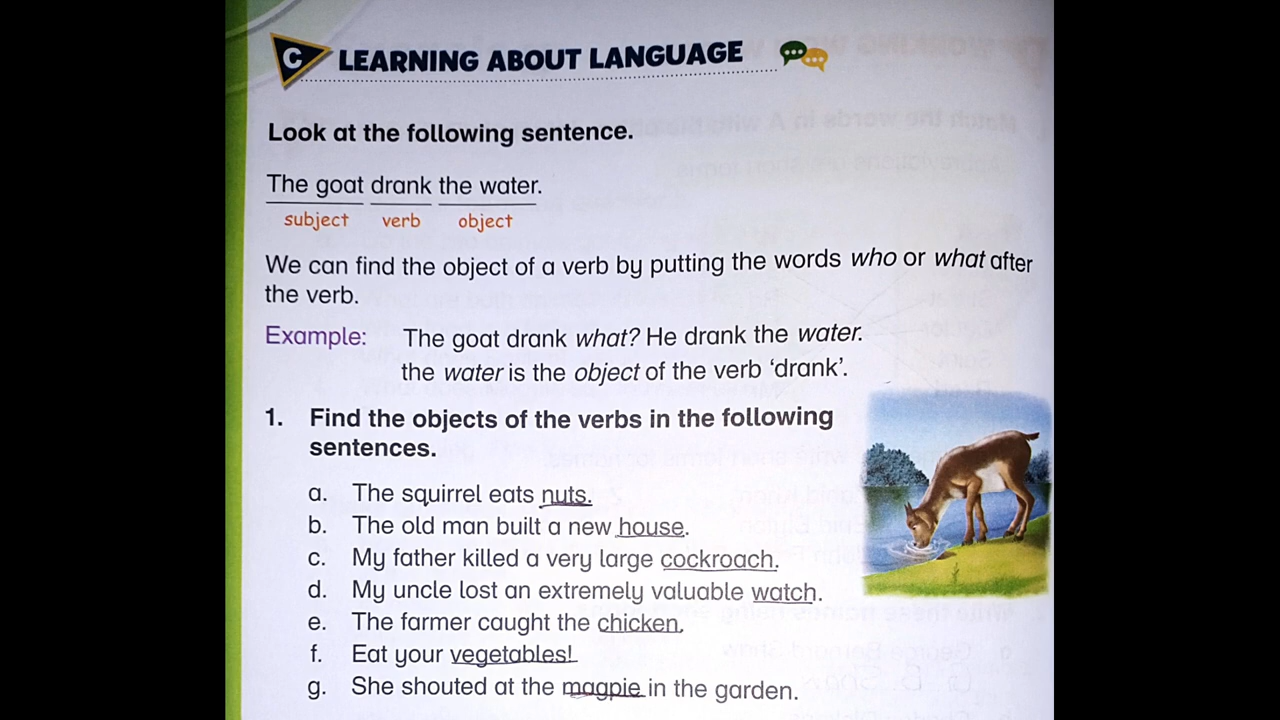 C LEARNING ABOUT LANGUAGE
Look at the following sentence.
The goat drank the water.
subject verb object
We can find the object of a verb by putting the words who or what after
the verb.
Example: The goat drank what? He drank the water.
the water is the object of the verb ‘drank’.
1. Find the objects of the verbs in the following
sentences.
a. The squirrel eats nuts.
b. The old man built a new house.
c. My father killed a very large cockroach.
d. My uncle lost an extremely valuable watch.
e. The farmer caught the chicken.
f. Eat your vegetables!
g. She shouted at the magpie in the garden.